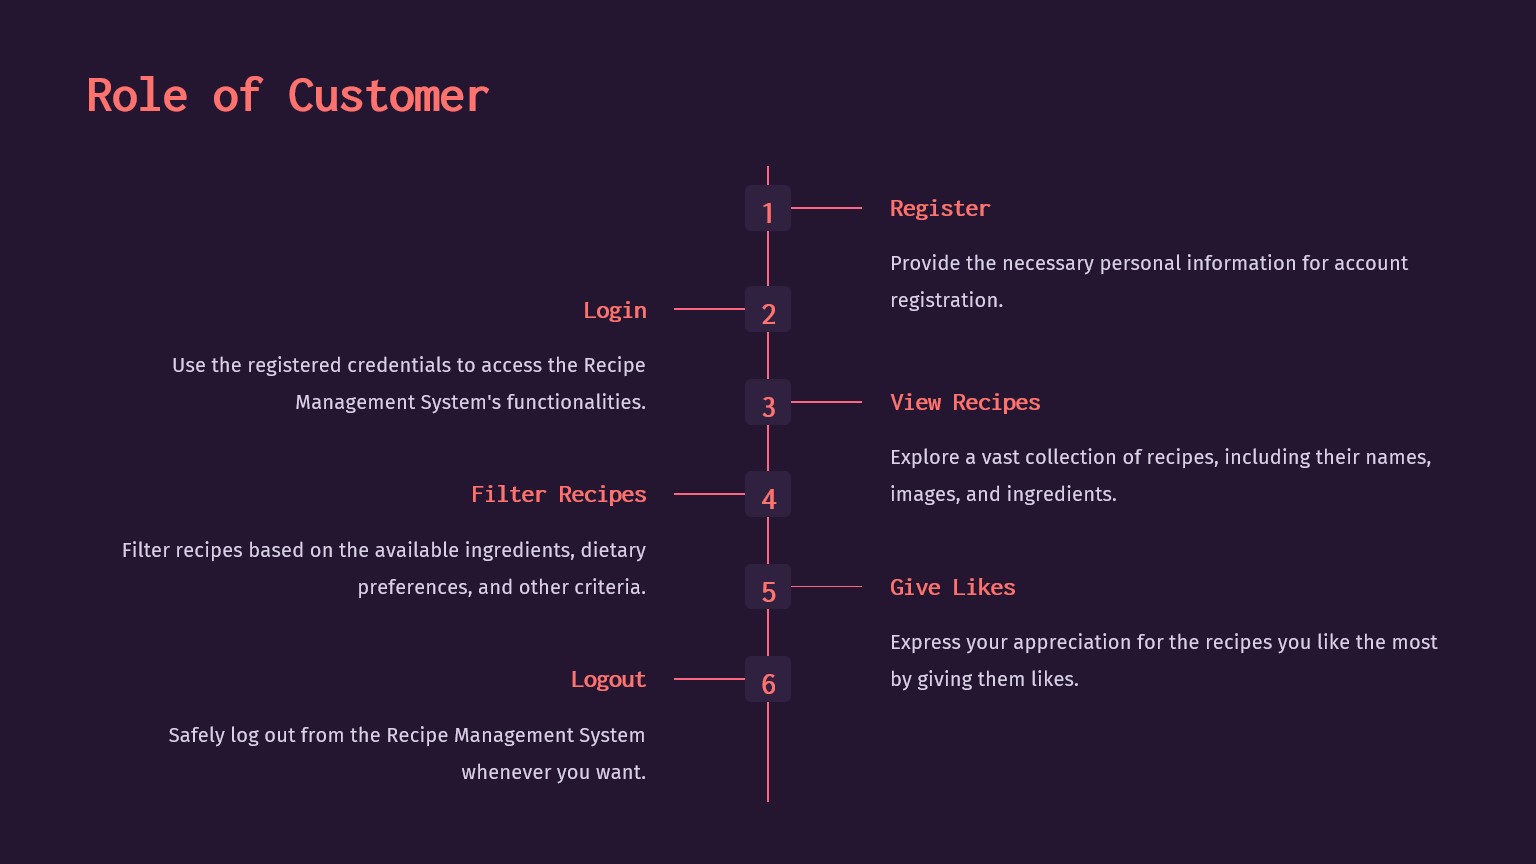 Role of Customer
1
Register
Provide the necessary personal information for account
registration.
2
Login
Use the registered credentials to access the Recipe
Management System's functionalities.
3
View Recipes
Explore a vast collection of recipes, including their names,
images, and ingredients.
4
Filter Recipes
Filter recipes based on the available ingredients, dietary
preferences, and other criteria.
5
Give Likes
Express your appreciation for the recipes you like the most
by giving them likes.
6
Logout
Safely log out from the Recipe Management System
whenever you want.